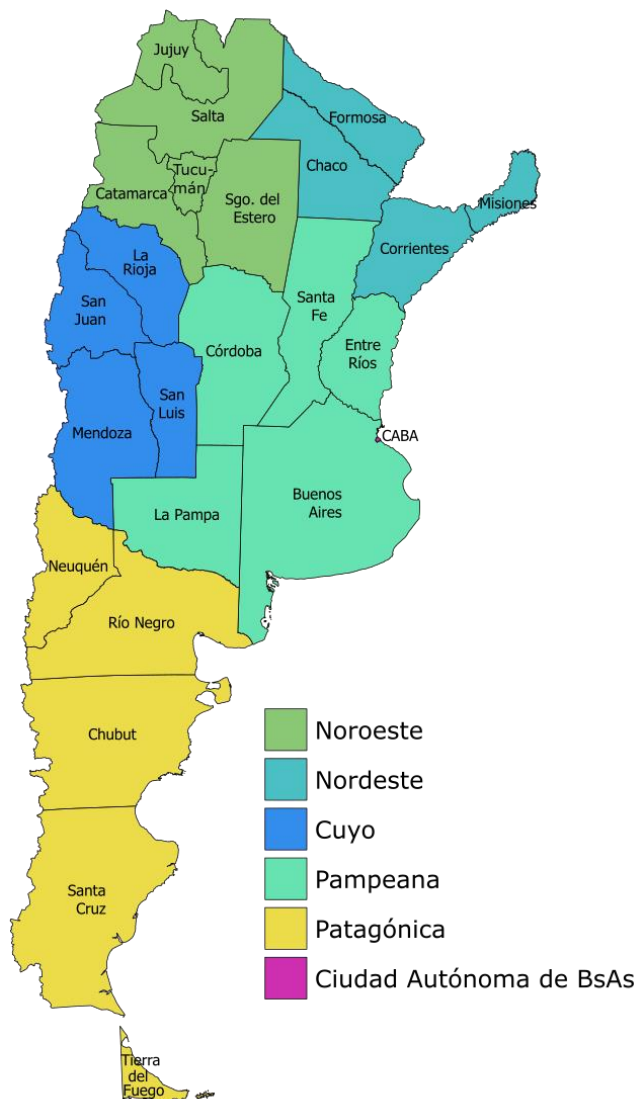 Jujuy
Salta
Formosa
Chaco
Tucu-
mán
Catamarca
Sgo. del
Estero
Misiones
Corrientes
La
Rioja
San
Juan
Santa
Fe
Córdoba
Entre
Ríos
San
Luis
Mendoza
CABA
Buenos
Aires
La Pampa
Neuquén
Río Negro
Chubut
Santa
Cruz
Tierra
del
Fuego
Noroeste
Nordeste
Cuyo
Pampeana
Patagónica
Ciudad Autónoma de BsAs